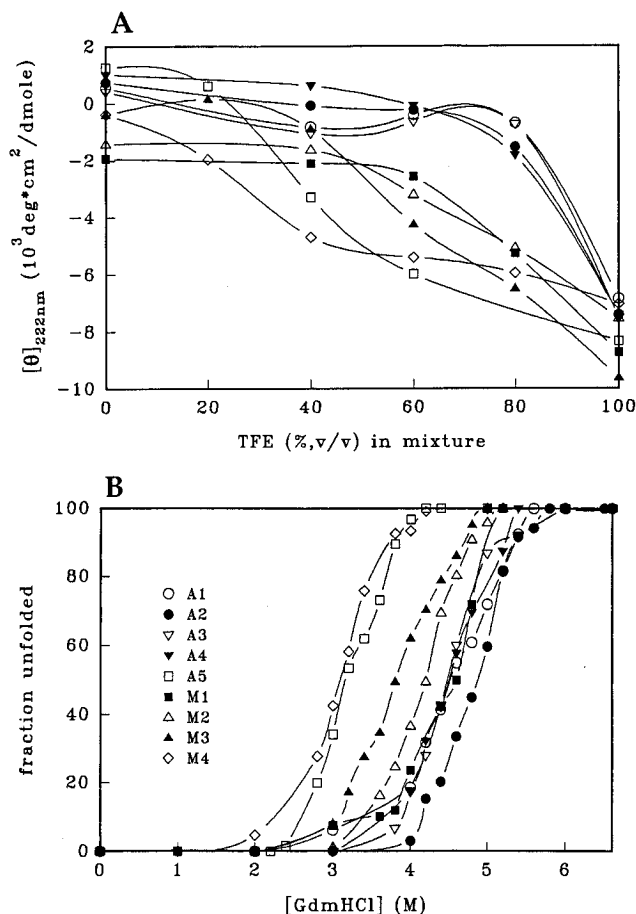 A
2
0
-2
-4
-6
-8
-10
[θ]222nm (10³deg*cm²/dmole)
0 20 40 60 80 100
TFE (%,v/v) in mixture
B
100
80
60
40
20
0
fraction unfolded
A1
A2
A3
A4
A5
M1
M2
M3
M4
0 1 2 3 4 5 6
[GdmHCl] (M)